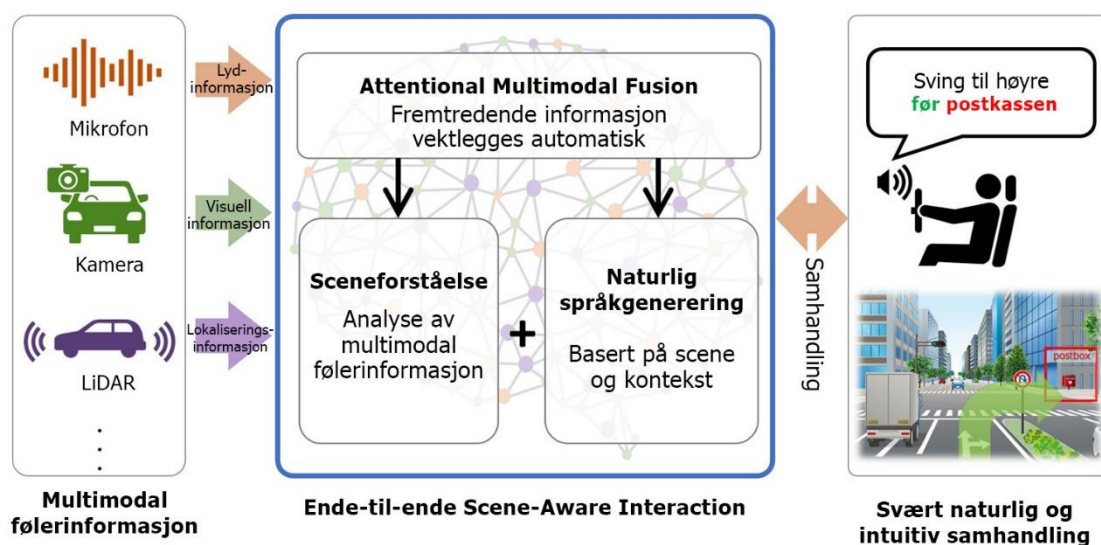 Mikrofon
Kamera
LiDAR
Multimodal
følerinformasjon
Lyd-
informasjon
Visuell
informasjon
Lokaliserings-
informasjon
Attentional Multimodal Fusion
Fremtredende informasjon
vektlegges automatisk
Sceneforståelse
Analyse av
multimodal
følerinformasjon
+
Naturlig
språkgenerering
Basert på scene
og kontekst
Ende-til-ende Scene-Aware Interaction
Samhandling
Sving til høyre
før postkassen
postbox
Svært naturlig og
intuitiv samhandling